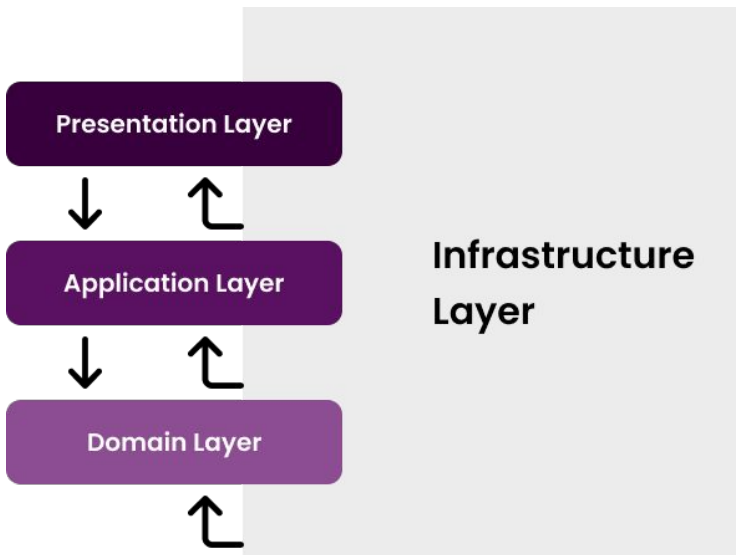 Presentation Layer
Application Layer
Infrastructure
Layer
Domain Layer